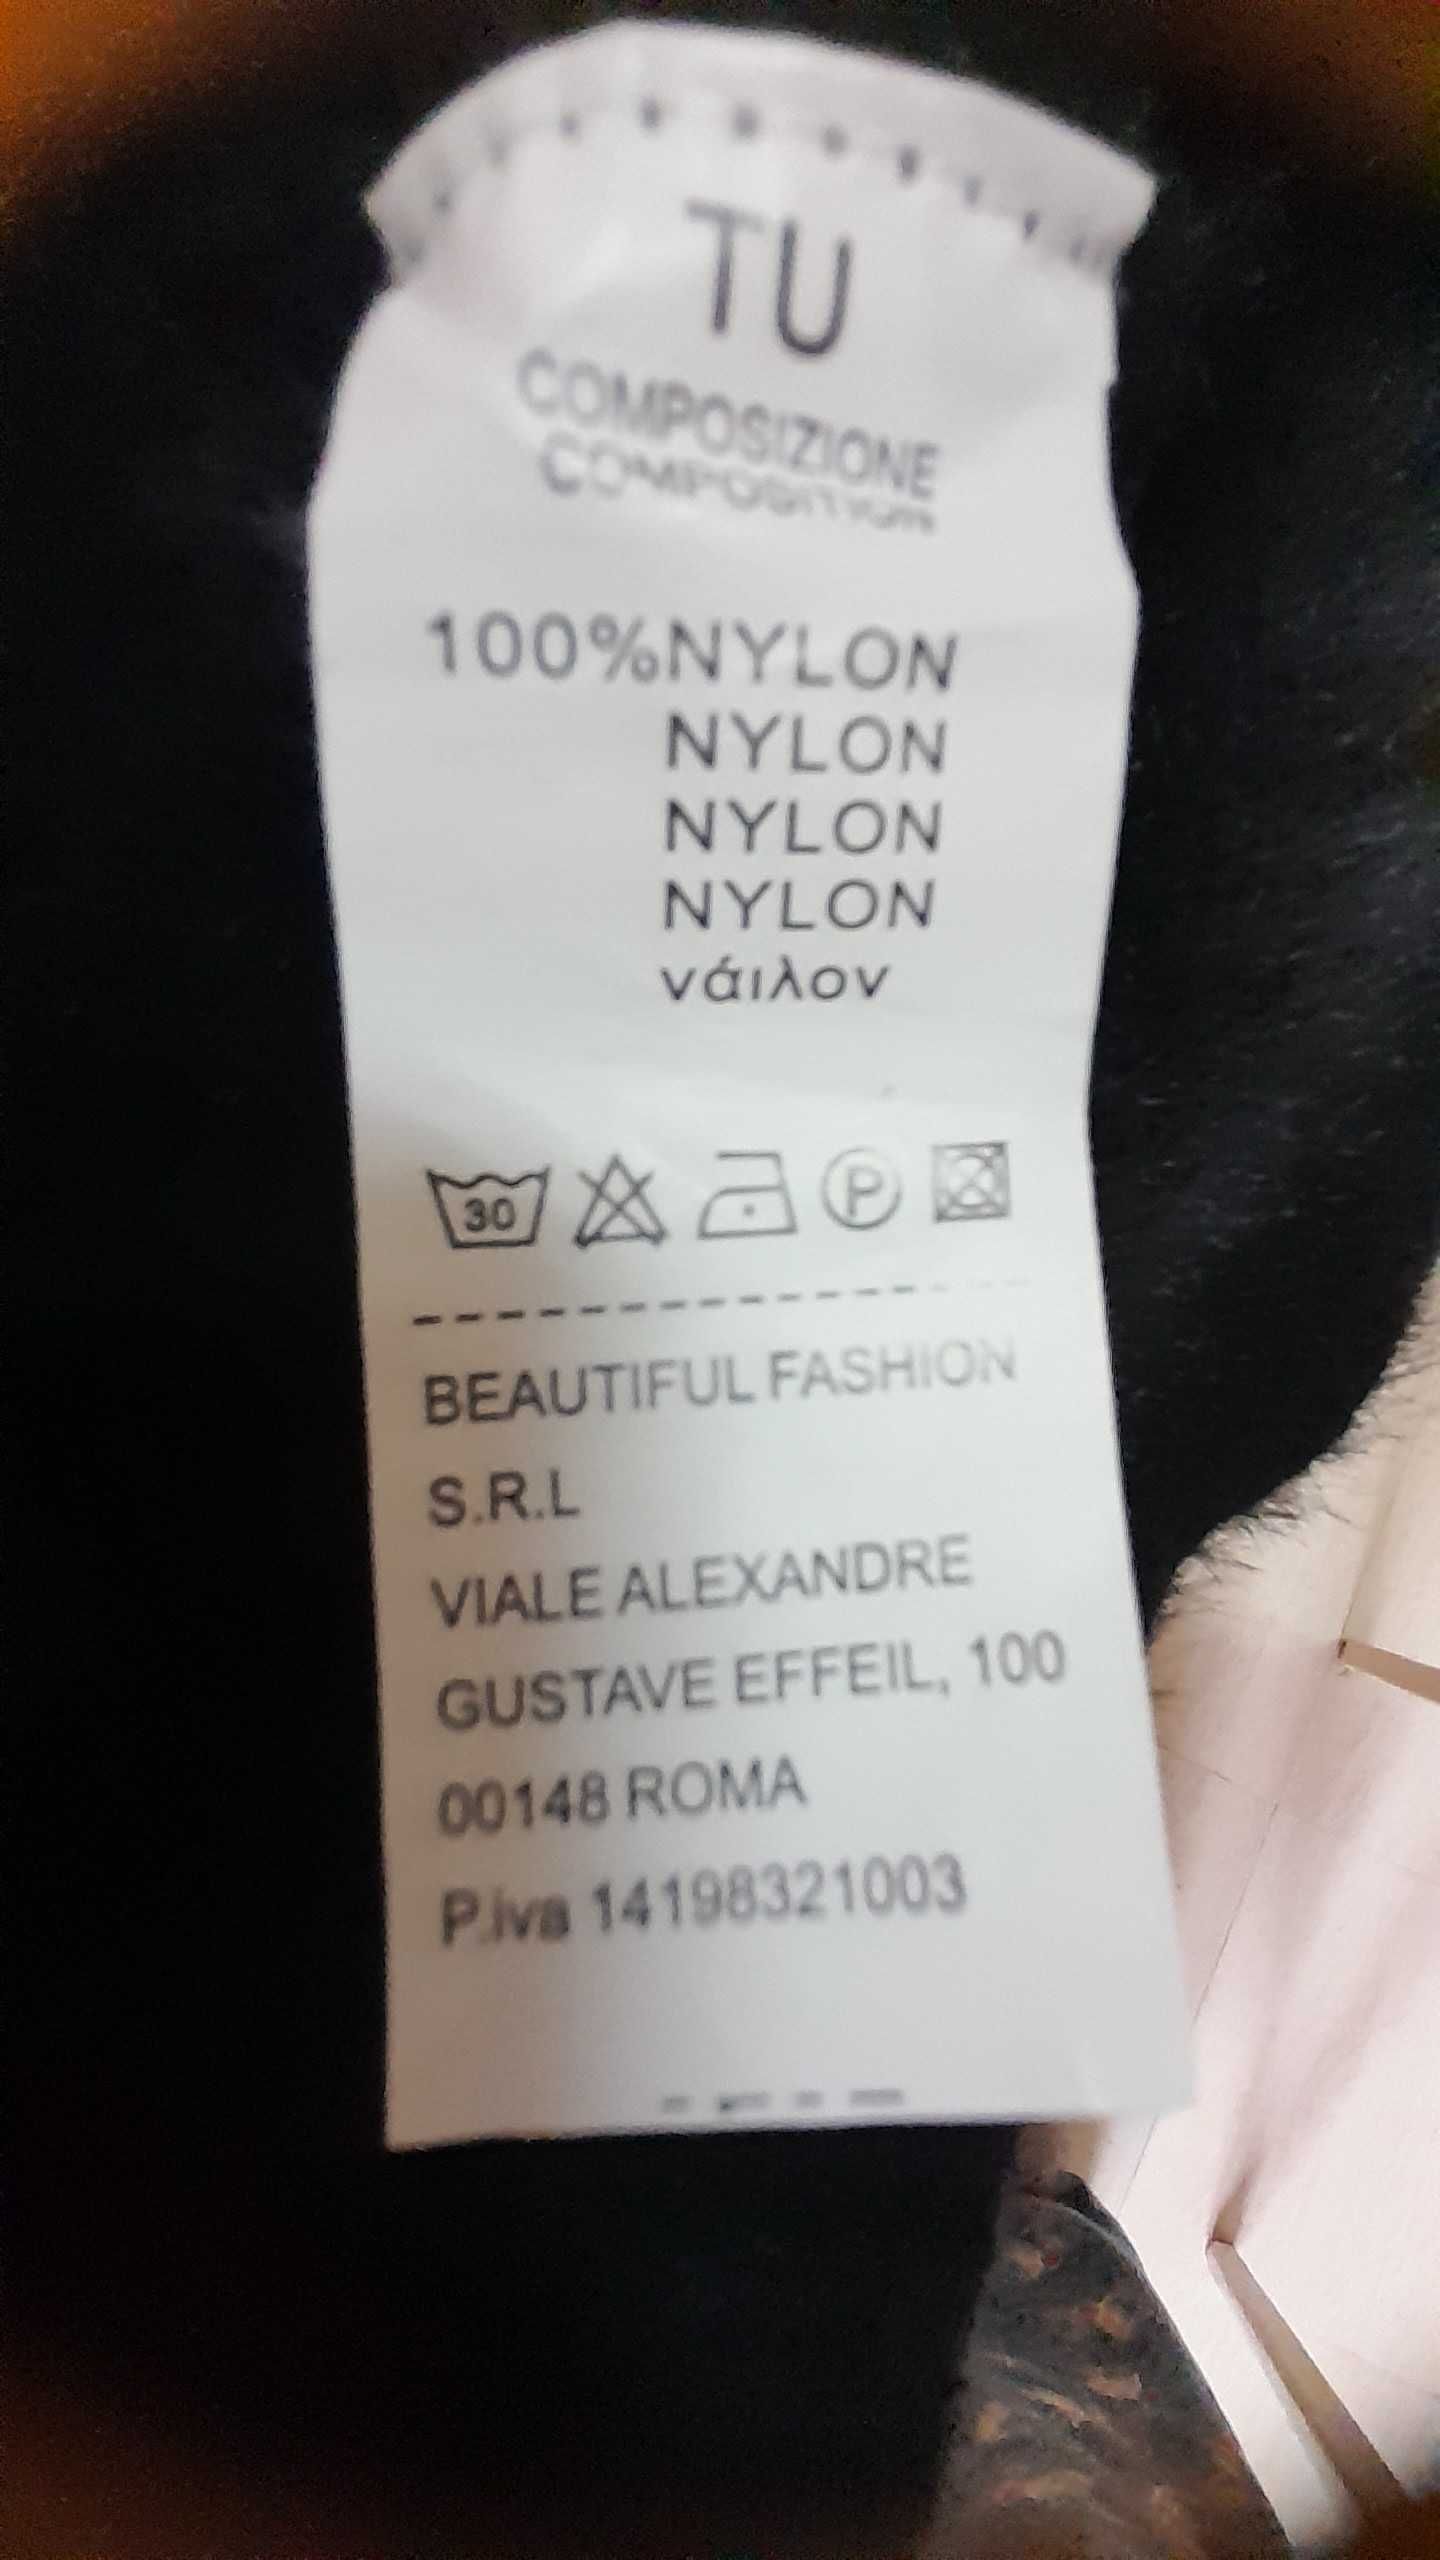 TU
COMPOSIZIONE
COMPOSITION
100%NYLON
NYLON
NYLON
NYLON
νάιλον
30 P
BEAUTIFUL FASHION
S.R.L
VIALE ALEXANDRE
GUSTAVE EFFEIL, 100
00148 ROMA
P.iva 14198321003